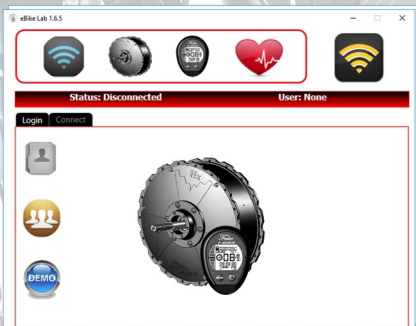 eBike Lab 1.6.5
Status: Disconnected User: None
Login Connect
DEMO